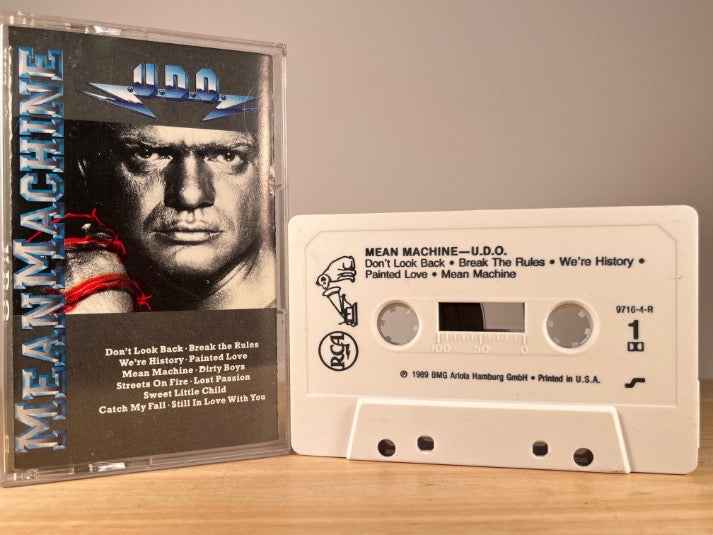 MEAN MACHINE
U.D.O.
Don't Look Back · Break the Rules
We're History · Painted Love
Mean Machine · Dirty Boys
Streets On Fire · Lost Passion
Sweet Little Child
Catch My Fall · Still In Love With You
MEAN MACHINE—U.D.O.
Don't Look Back • Break The Rules • We're History •
Painted Love • Mean Machine
9716-4-R
1
100 50 0
RCA
℗ 1989 BMG Ariola Hamburg GmbH • Printed in U.S.A.